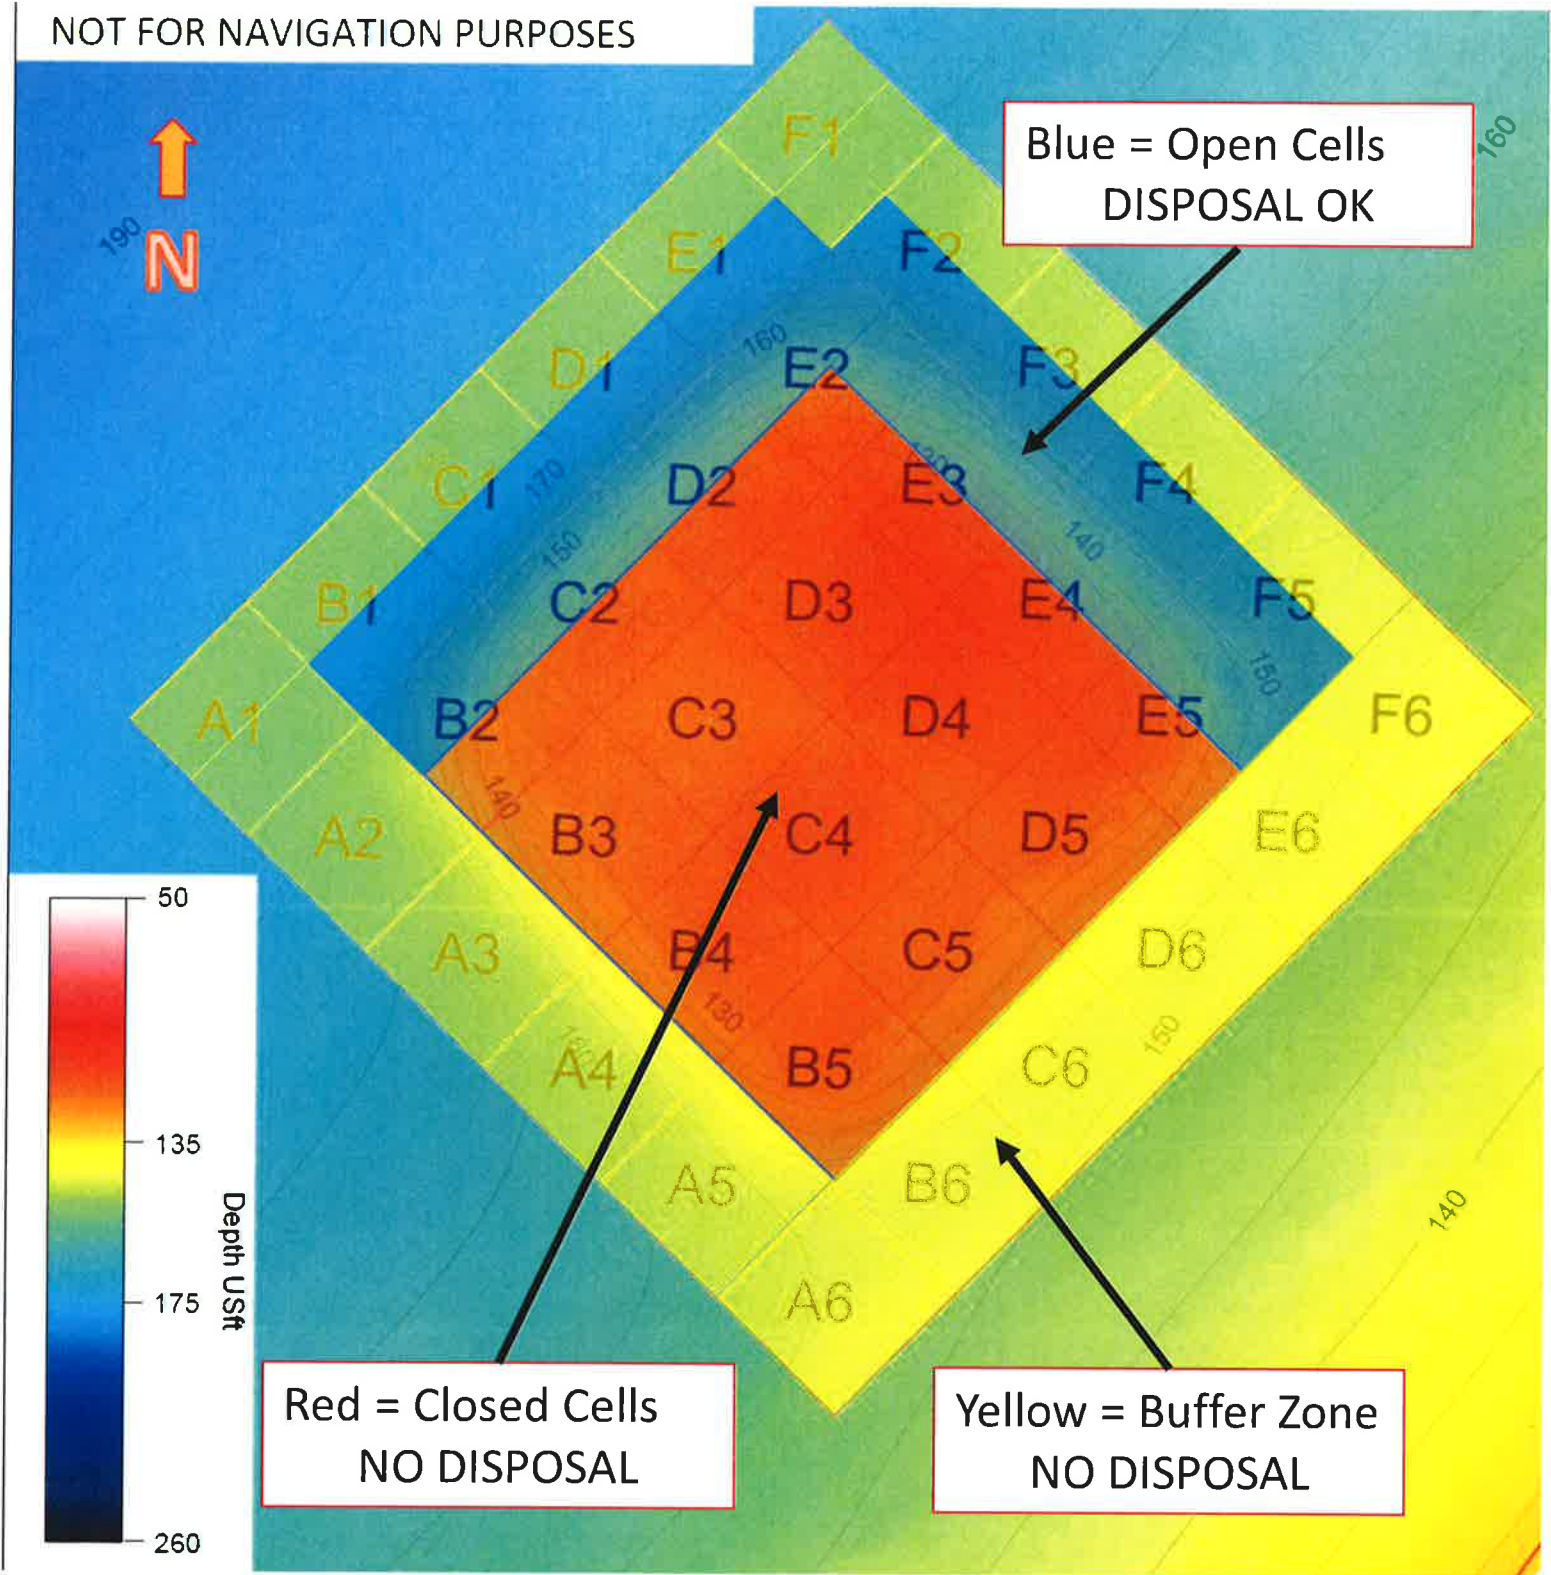 NOT FOR NAVIGATION PURPOSES
Blue = Open Cells
DISPOSAL OK
160
190
N
F1
E1
F2
160
D1
E2
F3
C1
170
D2
130
E3
F4
150
140
B1
C2
D3
E4
F5
150
A1
B2
C3
D4
E5
F6
140
A2
B3
C4
D5
E6
50
A3
B4
C5
D6
130
150
A4
B5
C6
135
A5
B6
140
Depth USft
175
A6
260
Red = Closed Cells
NO DISPOSAL
Yellow = Buffer Zone
NO DISPOSAL